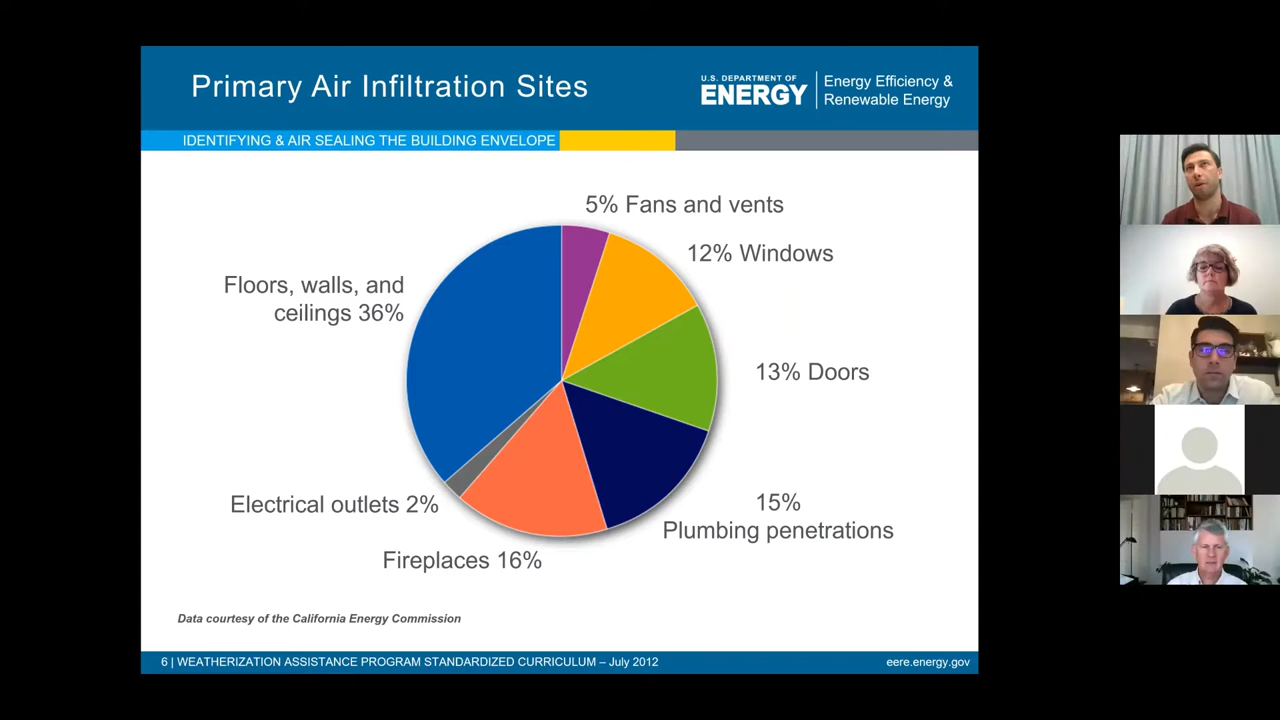 Primary Air Infiltration Sites
U.S. DEPARTMENT OF
ENERGY
Energy Efficiency &
Renewable Energy
IDENTIFYING & AIR SEALING THE BUILDING ENVELOPE
5% Fans and vents
12% Windows
Floors, walls, and
ceilings 36%
13% Doors
Electrical outlets 2%
15%
Plumbing penetrations
Fireplaces 16%
Data courtesy of the California Energy Commission
6 | WEATHERIZATION ASSISTANCE PROGRAM STANDARDIZED CURRICULUM – July 2012
eere.energy.gov